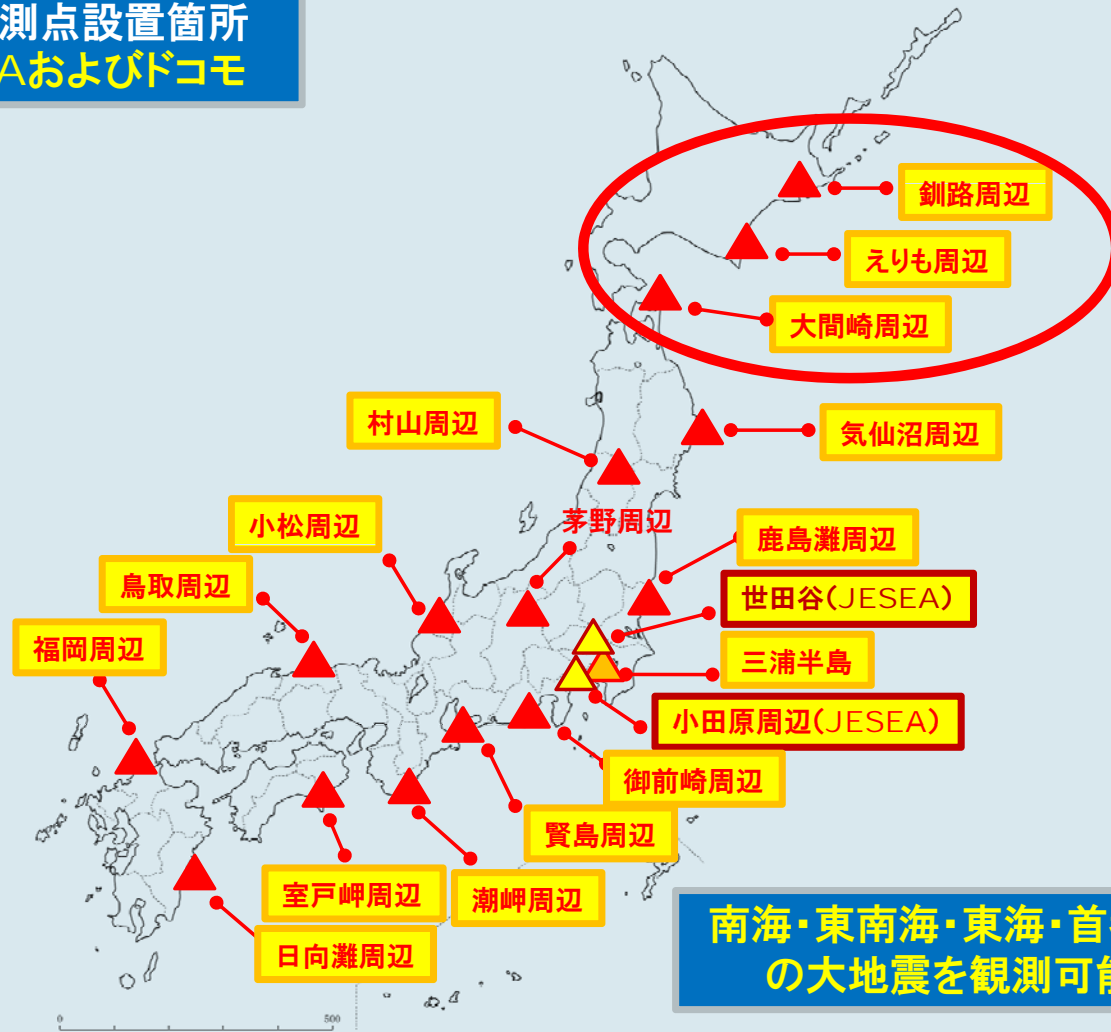 測点設置箇所
Aおよびドコモ
釧路周辺
えりも周辺
大間崎周辺
村山周辺
気仙沼周辺
小松周辺
茅野周辺
鹿島灘周辺
鳥取周辺
世田谷(JESEA)
福岡周辺
三浦半島
小田原周辺(JESEA)
御前崎周辺
賢島周辺
室戸岬周辺
潮岬周辺
日向灘周辺
南海・東南海・東海・首
の大地震を観測可能
0
500